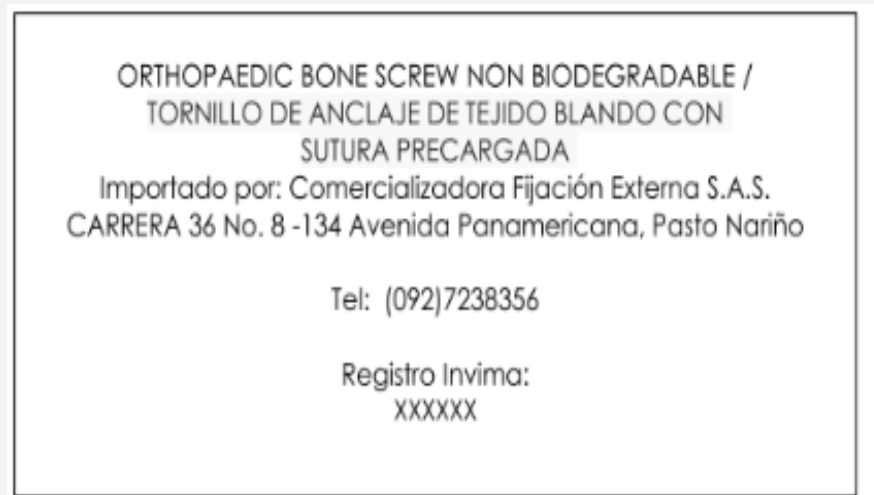 ORTHOPAEDIC BONE SCREW NON BIODEGRADABLE /
TORNILLO DE ANCLAJE DE TEJIDO BLANDO CON
SUTURA PRECARGADA
Importado por: Comercializadora Fijación Externa S.A.S.
CARRERA 36 No. 8 -134 Avenida Panamericana, Pasto Nariño
Tel: (092)7238356
Registro Invima:
XXXXXX